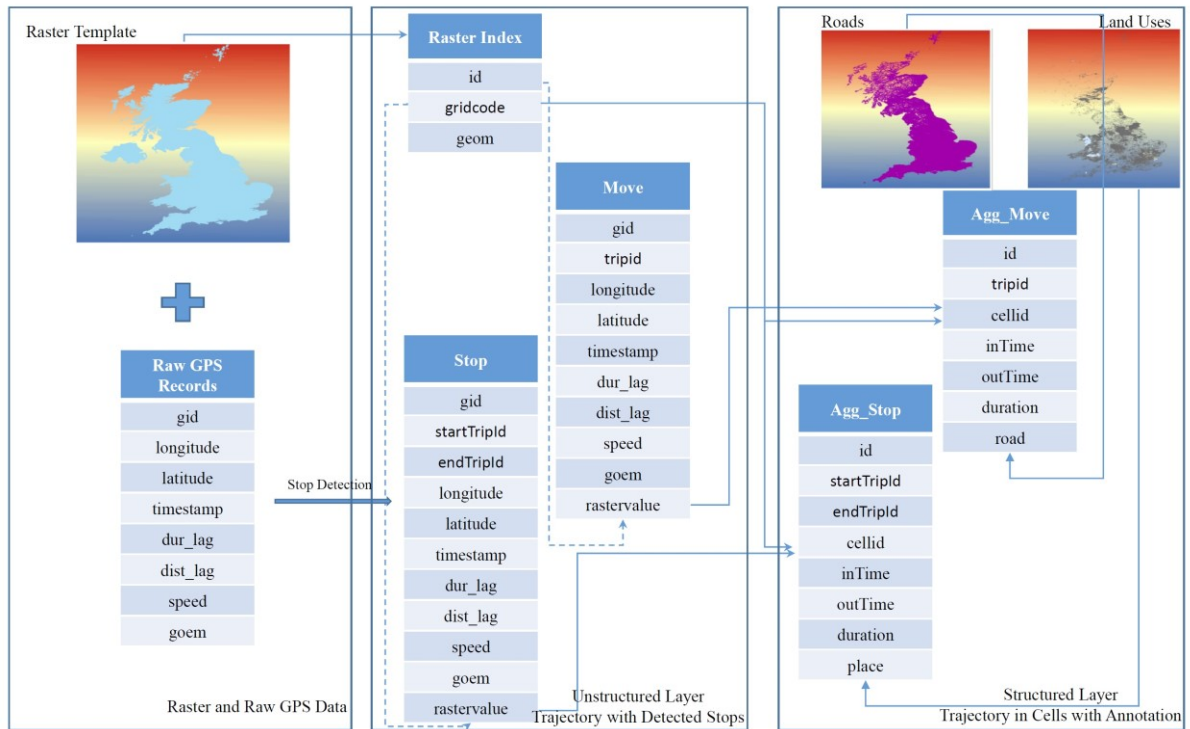 Raster Template
Raw GPS
Records
gid
longitude
latitude
timestamp
dur_lag
dist_lag
speed
goem
Raster and Raw GPS Data
Stop Detection
Raster Index
id
gridcode
geom
Stop
gid
startTripId
endTripId
longitude
latitude
timestamp
dur_lag
dist_lag
speed
goem
rastervalue
Move
gid
tripid
longitude
latitude
timestamp
dur_lag
dist_lag
speed
goem
rastervalue
Unstructured Layer
Trajectory with Detected Stops
Roads
Land Uses
Agg_Move
id
tripid
cellid
inTime
outTime
duration
road
Agg_Stop
id
startTripId
endTripId
cellid
inTime
outTime
duration
place
Structured Layer
Trajectory in Cells with Annotation